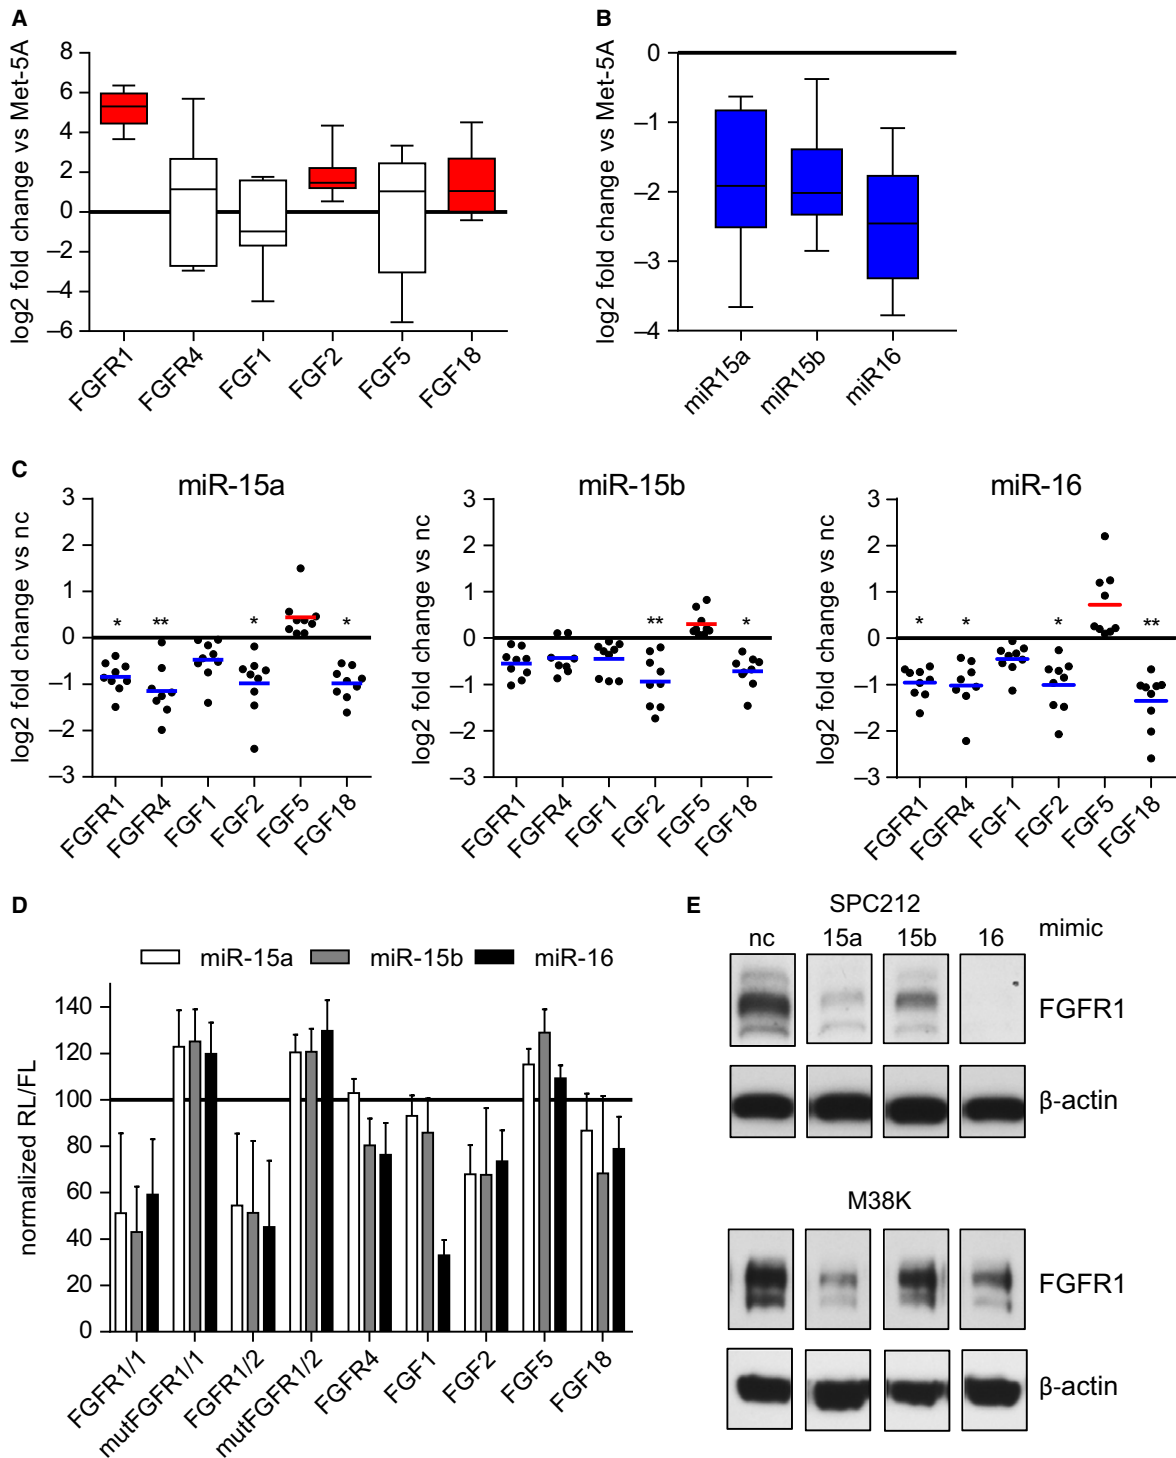 A
log2 fold change vs Met-5A
8
6
4
2
0
–2
–4
–6
FGFR1
FGFR4
FGF1
FGF2
FGF5
FGF18
B
log2 fold change vs Met-5A
0
–1
–2
–3
–4
miR15a
miR15b
miR16
C
miR-15a
log2 fold change vs nc
3
2
1
0
–1
–2
–3
* ** * *
FGFR1
FGFR4
FGF1
FGF2
FGF5
FGF18
miR-15b
log2 fold change vs nc
3
2
1
0
–1
–2
–3
** *
FGFR1
FGFR4
FGF1
FGF2
FGF5
FGF18
miR-16
log2 fold change vs nc
3
2
1
0
–1
–2
–3
* * * **
FGFR1
FGFR4
FGF1
FGF2
FGF5
FGF18
D
miR-15a miR-15b miR-16
normalized RL/FL
140
120
100
80
60
40
20
0
FGFR1/1
mutFGFR1/1
FGFR1/2
mutFGFR1/2
FGFR4
FGF1
FGF2
FGF5
FGF18
E
SPC212
nc 15a 15b 16 mimic
FGFR1
β-actin
M38K
FGFR1
β-actin